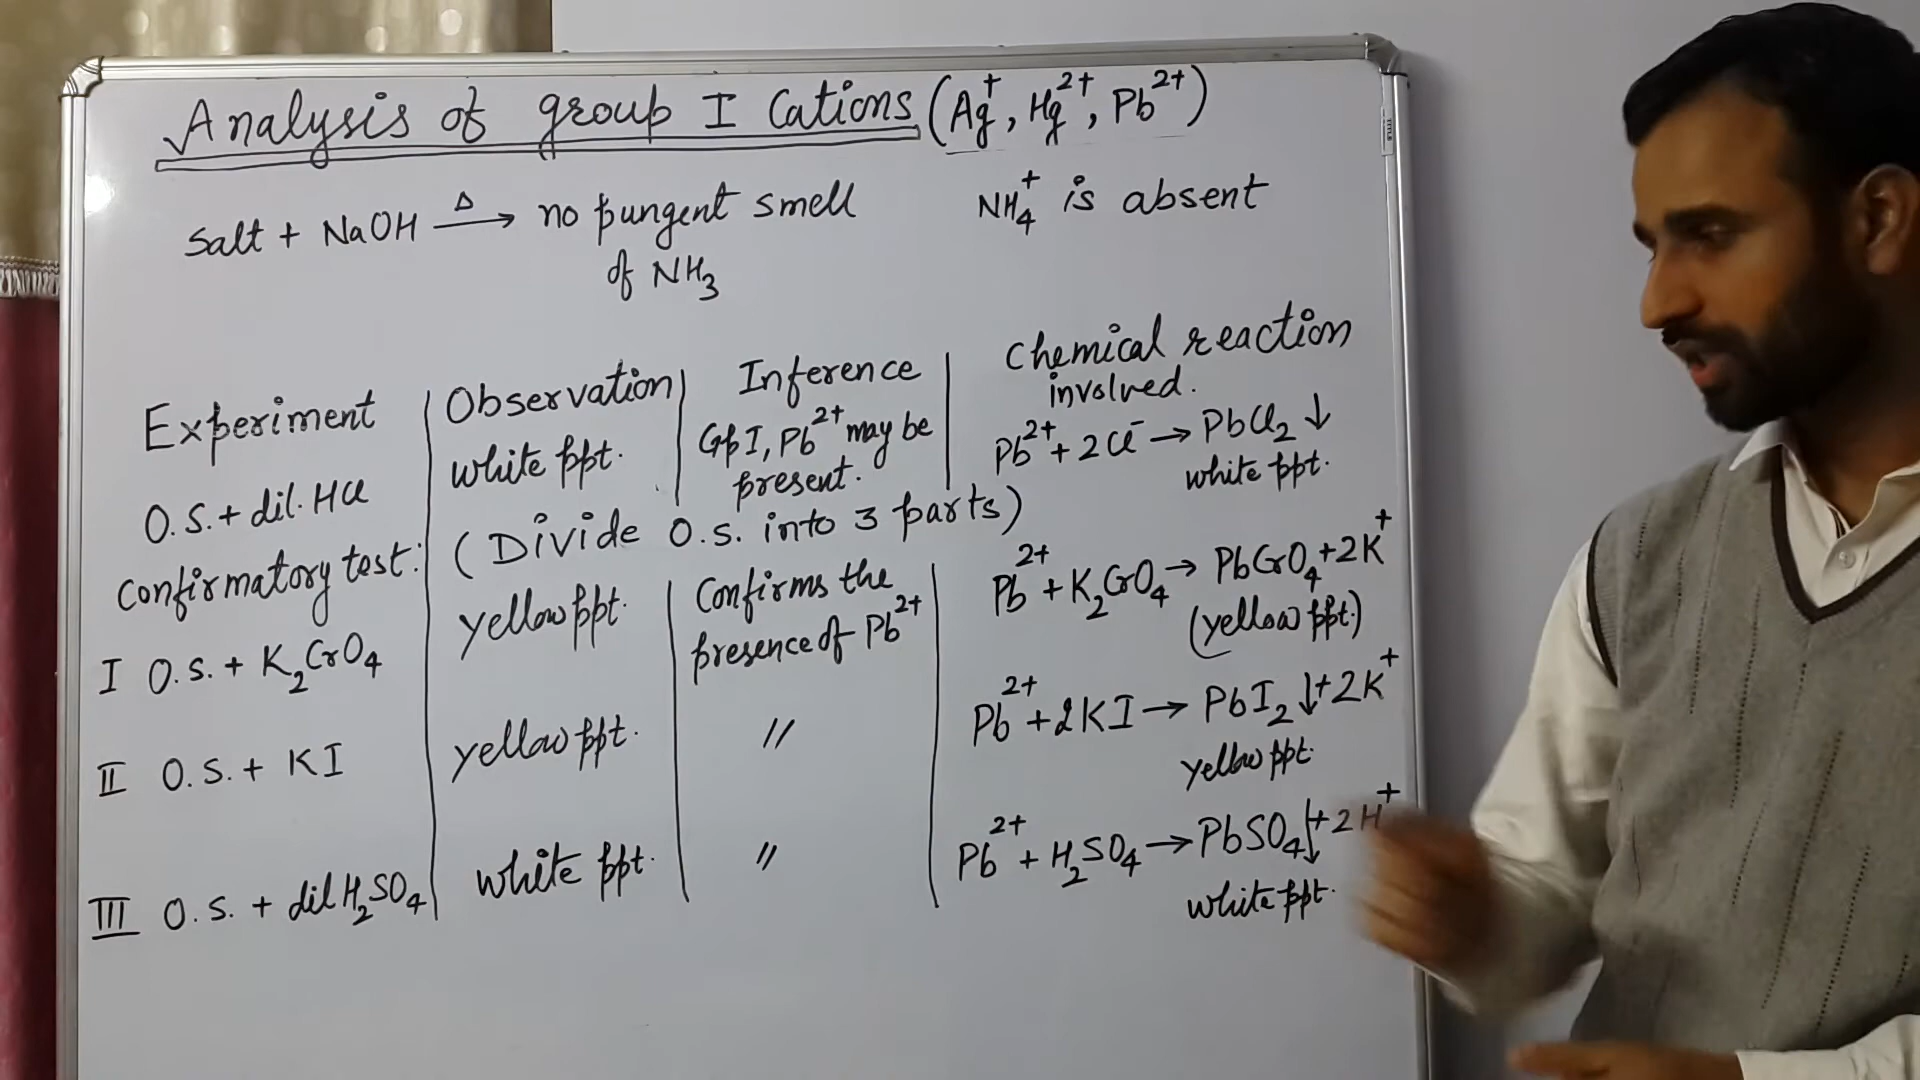 Analysis of group I Cations (Ag⁺, Hg²⁺, Pb²⁺)
Salt + NaOH —Δ→ no pungent smell of NH₃
NH₄⁺ is absent
Experiment | Observation | Inference | Chemical reaction involved.
O.S. + dil. HCl | white ppt. | Gp I, Pb²⁺ may be present. | Pb²⁺ + 2Cl⁻ → PbCl₂ ↓ white ppt.
Confirmatory test: (Divide O.S. into 3 parts)
I O.S. + K₂CrO₄ | yellow ppt. | Confirms the presence of Pb²⁺ | Pb²⁺ + K₂CrO₄ → PbCrO₄ + 2K⁺ (yellow ppt.)
II O.S. + KI | yellow ppt. | " | Pb²⁺ + 2KI → PbI₂ ↓ + 2K⁺ yellow ppt.
III O.S. + dil H₂SO₄ | white ppt. | " | Pb²⁺ + H₂SO₄ → PbSO₄ ↓ + 2H⁺ white ppt.